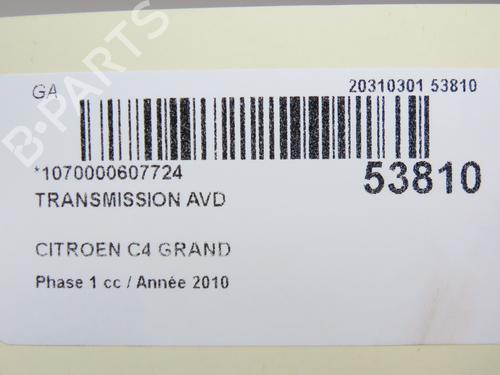 B-PARTS
GA 20310301 53810
*1070000607724 53810
TRANSMISSION AVD
CITROEN C4 GRAND
Phase 1 cc / Année 2010